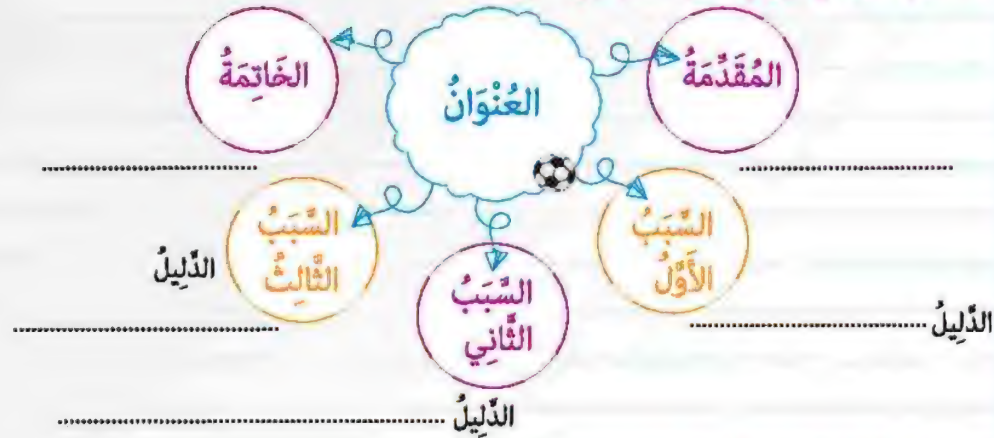 المُقَدِّمَةُ
العُنْوَانُ
الخَاتِمَةُ
السَّبَبُ
الأَوَّلُ
الدَّلِيلُ
السَّبَبُ
الثَّانِي
الدَّلِيلُ
السَّبَبُ
الثَّالِثُ
الدَّلِيلُ